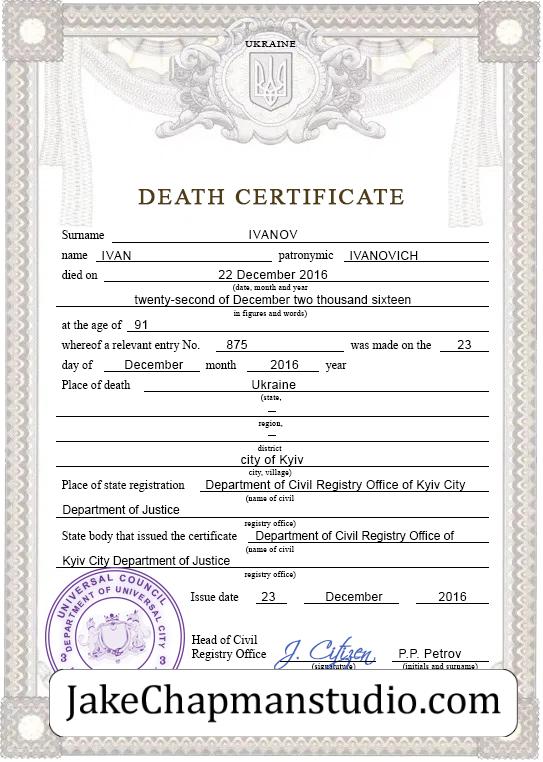 UKRAINE
DEATH CERTIFICATE
Surname IVANOV
name IVAN patronymic IVANOVICH
died on 22 December 2016
(date, month and year
twenty-second of December two thousand sixteen
in figures and words)
at the age of 91
whereof a relevant entry No. 875 was made on the 23
day of December month 2016 year
Place of death Ukraine
(state,
—
region,
—
district
city of Kyiv
city, village)
Place of state registration Department of Civil Registry Office of Kyiv City
(name of civil
Department of Justice
registry office)
State body that issued the certificate Department of Civil Registry Office of
(name of civil
Kyiv City Department of Justice
registry office)
UNIVERSAL COUNCIL
DEPARTMENT OF UNIVERSAL CITY
3 3
Issue date 23 December 2016
Head of Civil
Registry Office J. Citizen P.P. Petrov
(signature) (initials and surname)
JakeChapmanstudio.com